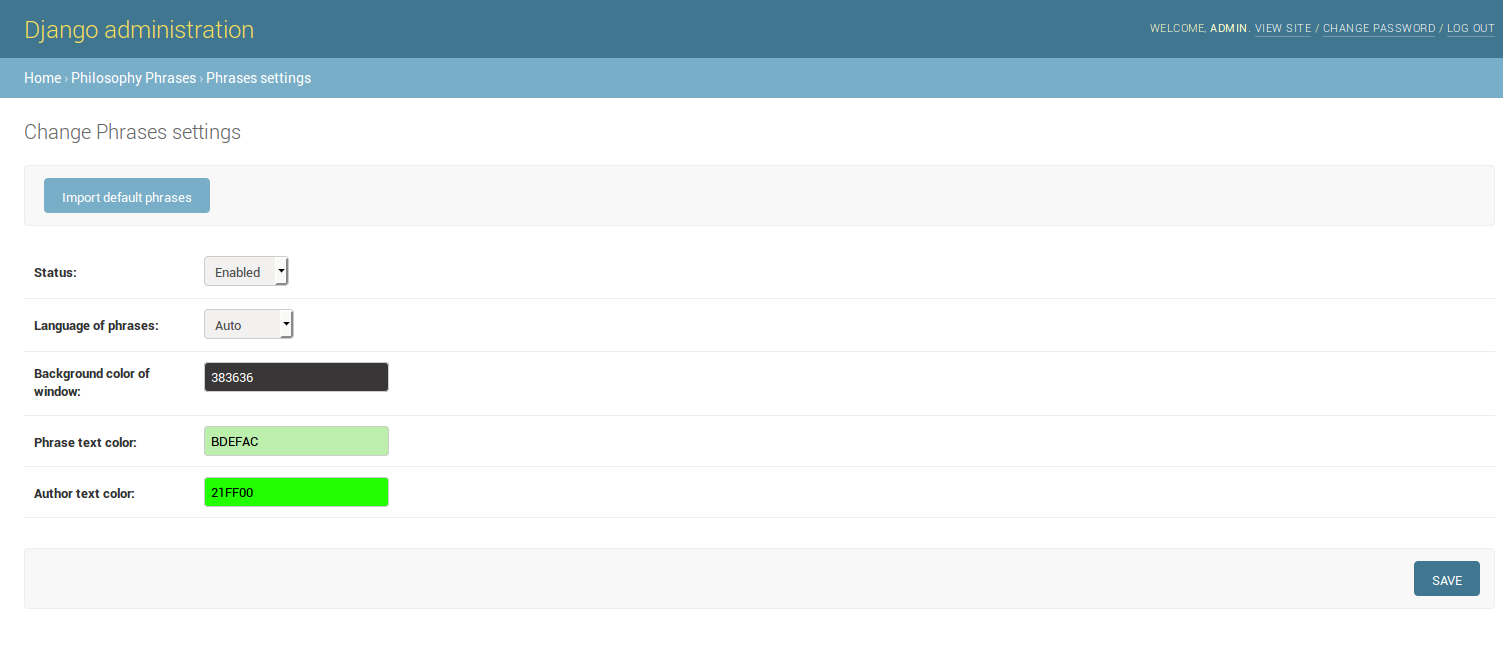 Django administration
WELCOME, ADMIN. VIEW SITE / CHANGE PASSWORD / LOG OUT
Home › Philosophy Phrases › Phrases settings
Change Phrases settings
Import default phrases
Status: Enabled
Language of phrases: Auto
Background color of
window:
383636
Phrase text color: BDEFAC
Author text color: 21FF00
SAVE